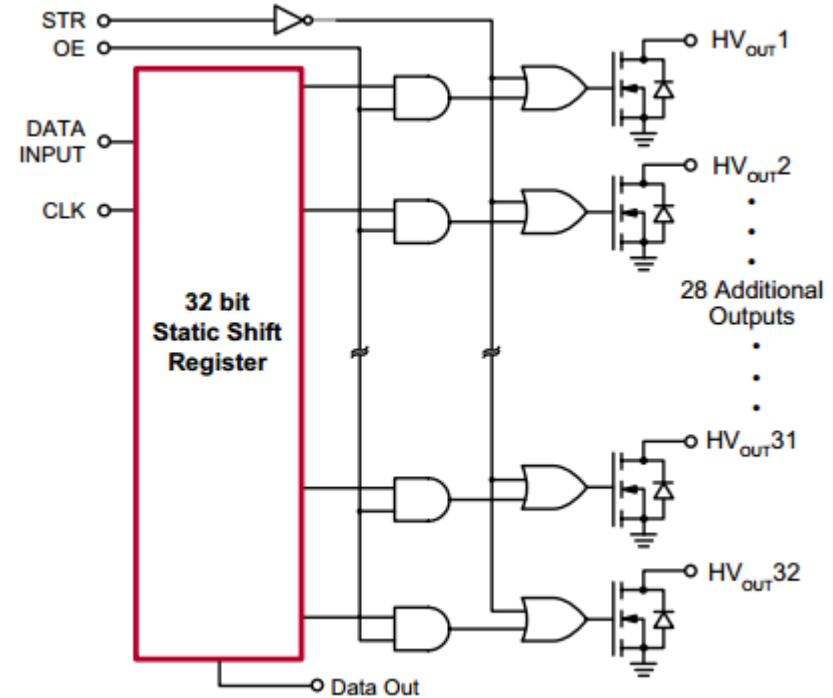 STR
OE
DATA
INPUT
CLK
32 bit
Static Shift
Register
HVOUT1
HVOUT2
28 Additional
Outputs
HVOUT31
HVOUT32
Data Out